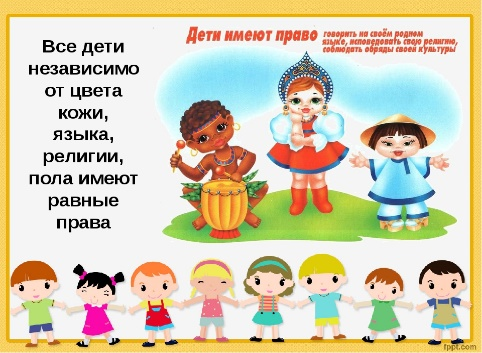 Все дети
независимо
от цвета
кожи,
языка,
религии,
пола имеют
равные
права
Дети имеют право говорить на своём родном
языке, исповедовать свою религию,
соблюдать обряды своей культуры
fppt.com